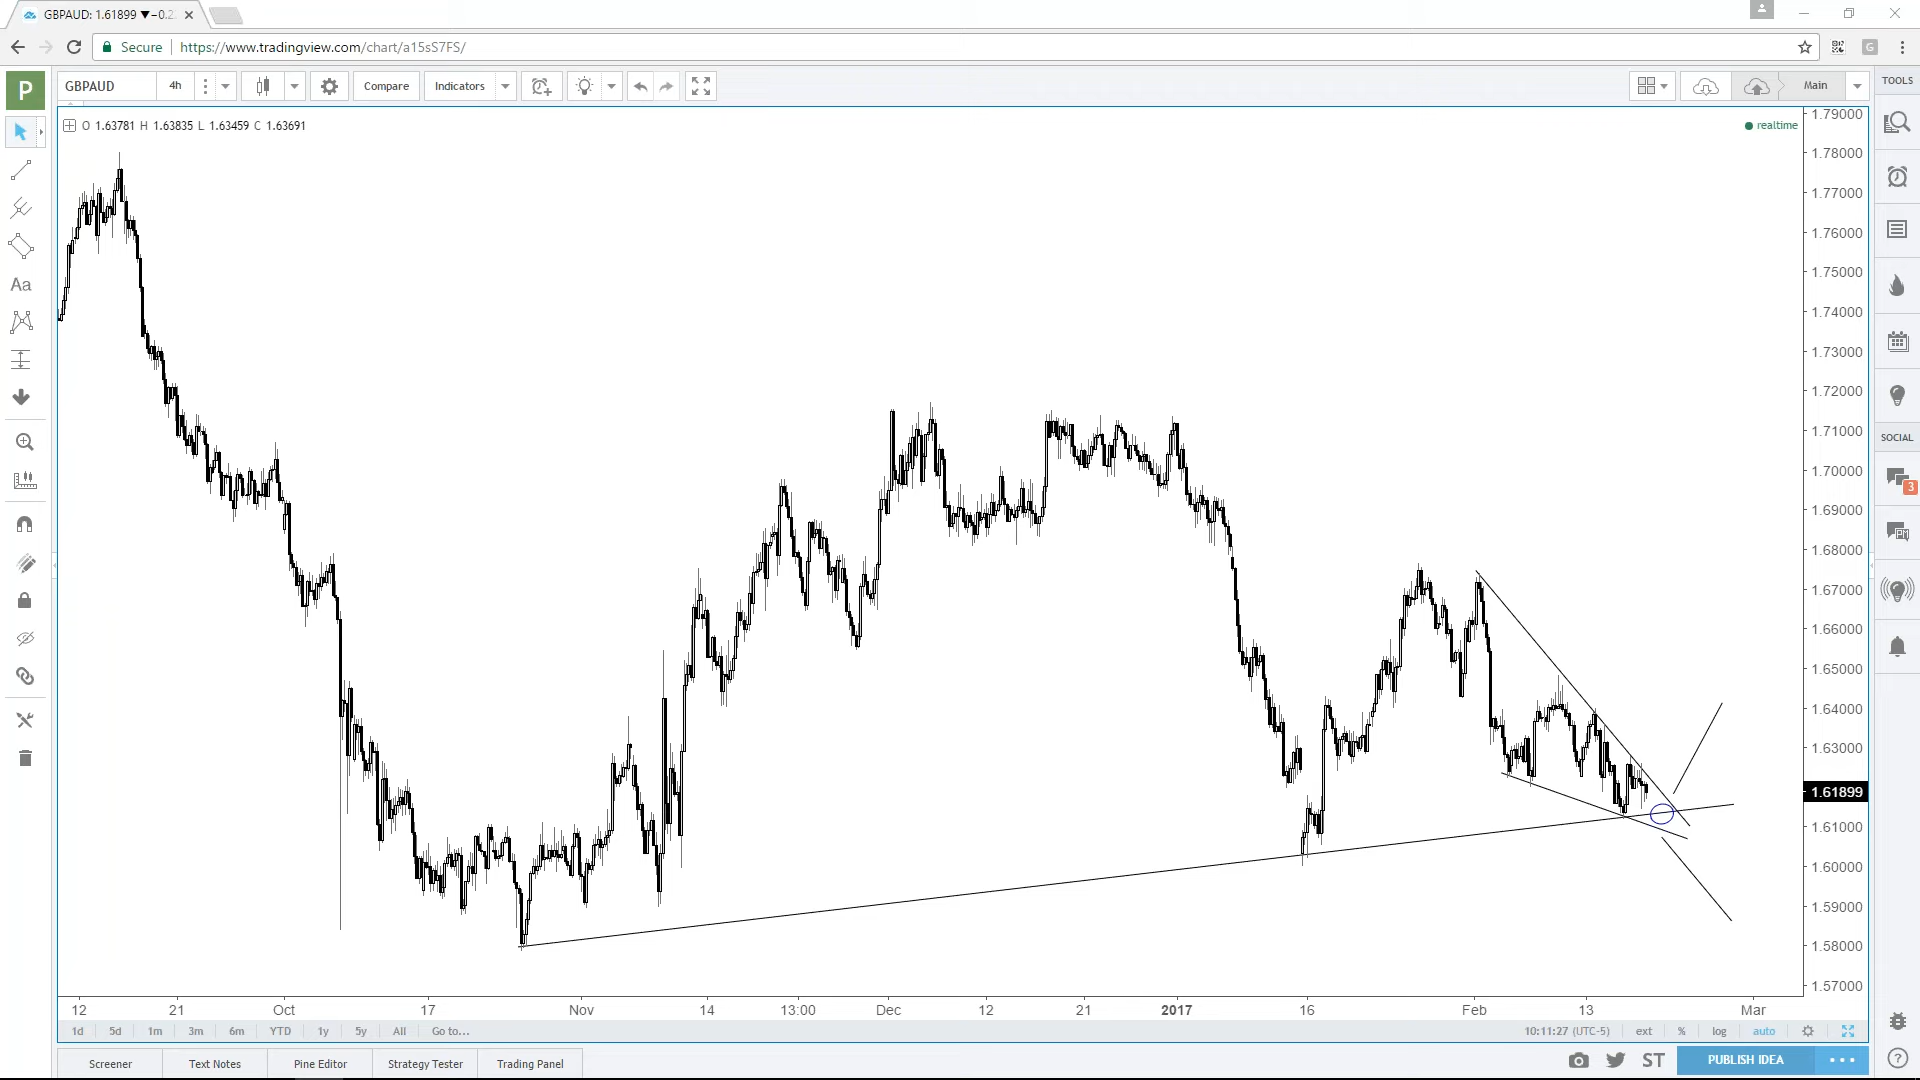 GBPAUD: 1.61899 ▼−0.2
Secure https://www.tradingview.com/chart/a15sS7FS/
P GBPAUD 4h Compare Indicators Main TOOLS
O 1.63781 H 1.63835 L 1.63459 C 1.63691 realtime
1.79000
1.78000
1.77000
1.76000
1.75000
1.74000
1.73000
1.72000
1.71000
1.70000
1.69000
1.68000
1.67000
1.66000
1.65000
1.64000
1.63000
1.61899
1.61000
1.60000
1.59000
1.58000
1.57000
Aa
SOCIAL
3
G
12 21 Oct 17 Nov 14 13:00 Dec 12 21 2017 16 Feb 13 Mar
1d 5d 1m 3m 6m YTD 1y 5y All Go to... 10:11:27 (UTC-5) ext % log auto
Screener Text Notes Pine Editor Strategy Tester Trading Panel ST PUBLISH IDEA